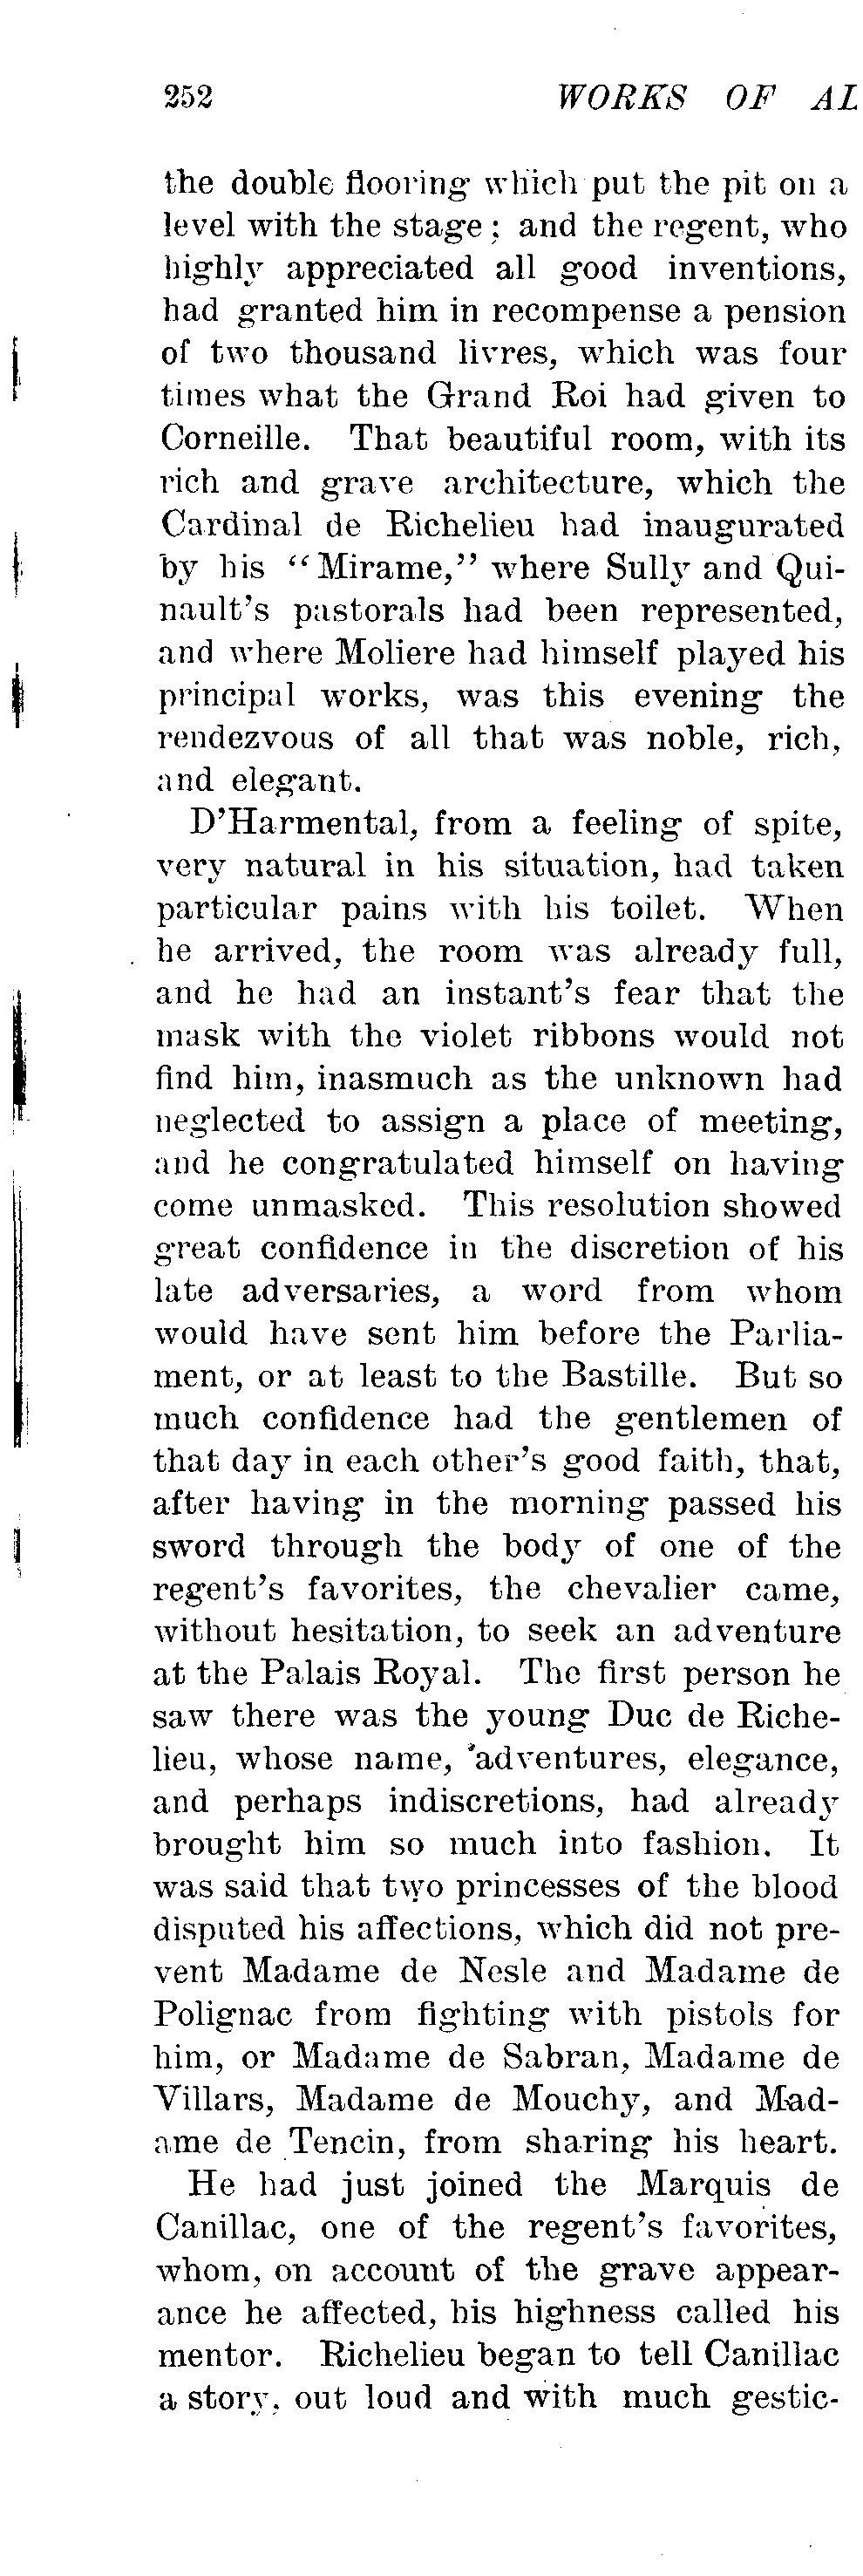 252 WORKS OF AL
the double flooring which put the pit on a
level with the stage; and the regent, who
highly appreciated all good inventions,
had granted him in recompense a pension
of two thousand livres, which was four
times what the Grand Roi had given to
Corneille. That beautiful room, with its
rich and grave architecture, which the
Cardinal de Richelieu had inaugurated
by his "Mirame," where Sully and Qui-
nault's pastorals had been represented,
and where Moliere had himself played his
principal works, was this evening the
rendezvous of all that was noble, rich,
and elegant.
D'Harmental, from a feeling of spite,
very natural in his situation, had taken
particular pains with his toilet. When
he arrived, the room was already full,
and he had an instant's fear that the
mask with the violet ribbons would not
find him, inasmuch as the unknown had
neglected to assign a place of meeting,
and he congratulated himself on having
come unmasked. This resolution showed
great confidence in the discretion of his
late adversaries, a word from whom
would have sent him before the Parlia-
ment, or at least to the Bastille. But so
much confidence had the gentlemen of
that day in each other's good faith, that,
after having in the morning passed his
sword through the body of one of the
regent's favorites, the chevalier came,
without hesitation, to seek an adventure
at the Palais Royal. The first person he
saw there was the young Duc de Riche-
lieu, whose name, adventures, elegance,
and perhaps indiscretions, had already
brought him so much into fashion. It
was said that two princesses of the blood
disputed his affections, which did not pre-
vent Madame de Nesle and Madame de
Polignac from fighting with pistols for
him, or Madame de Sabran, Madame de
Villars, Madame de Mouchy, and Mad-
ame de Tencin, from sharing his heart.
He had just joined the Marquis de
Canillac, one of the regent's favorites,
whom, on account of the grave appear-
ance he affected, his highness called his
mentor. Richelieu began to tell Canillac
a story, out loud and with much gestic-